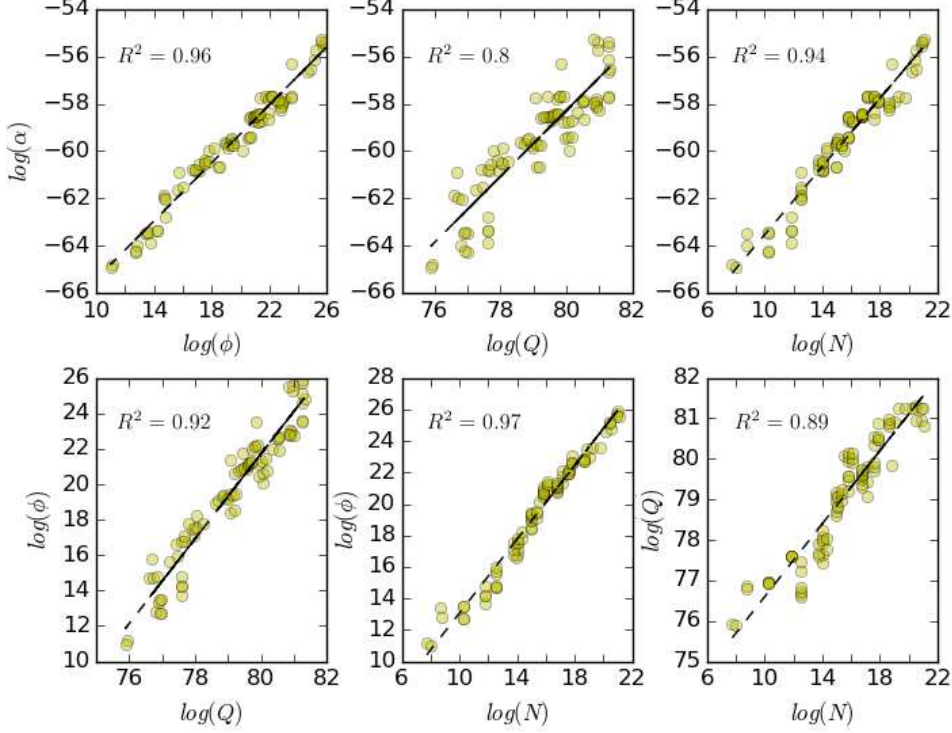 −54
−56
−58
−60
−62
−64
−66
log(α)
R² = 0.96
10 14 18 22 26
log(ϕ)
−54
−56
−58
−60
−62
−64
−66
R² = 0.8
76 78 80 82
log(Q)
−54
−56
−58
−60
−62
−64
−66
R² = 0.94
6 10 14 18 22
log(N)
26
24
22
20
18
16
14
12
10
log(ϕ)
R² = 0.92
76 78 80 82
log(Q)
28
26
24
22
20
18
16
14
12
10
log(ϕ)
R² = 0.97
6 10 14 18 22
log(N)
82
81
80
79
78
77
76
75
log(Q)
R² = 0.89
6 10 14 18 22
log(N)